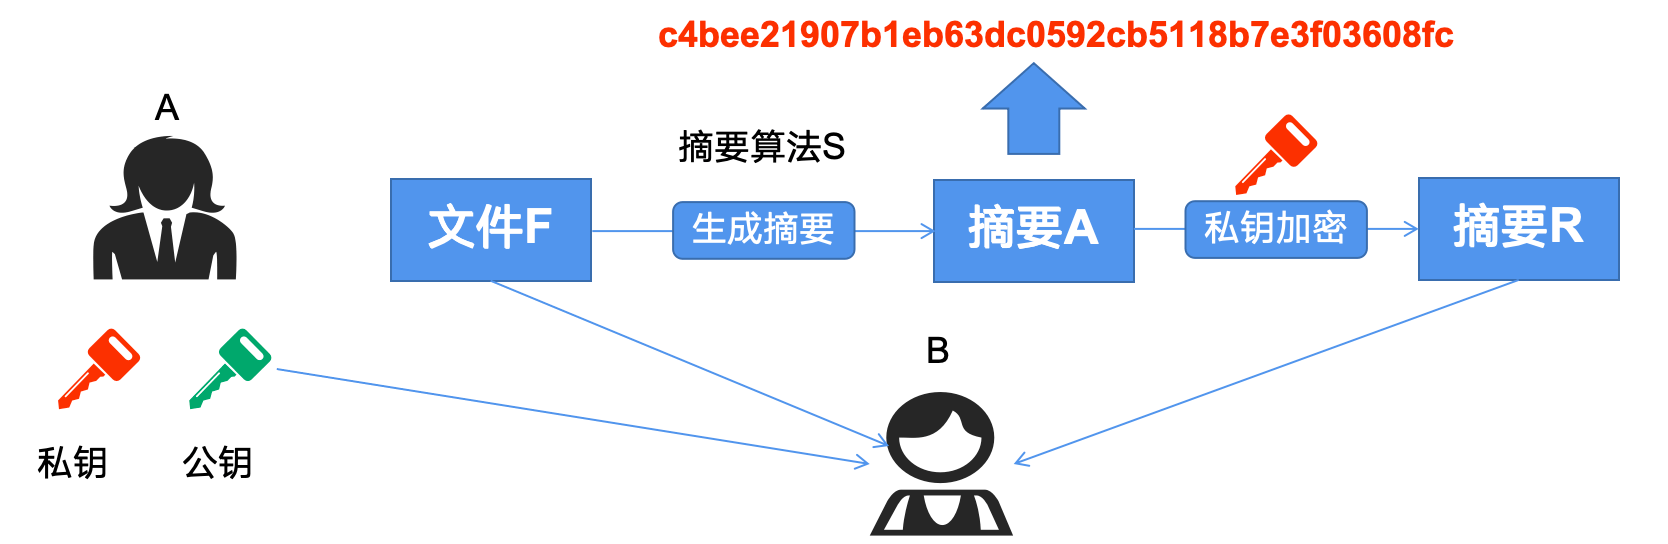 c4bee21907b1eb63dc0592cb5118b7e3f03608fc
A
摘要算法S
文件F
生成摘要
摘要A
私钥加密
摘要R
B
私钥
公钥